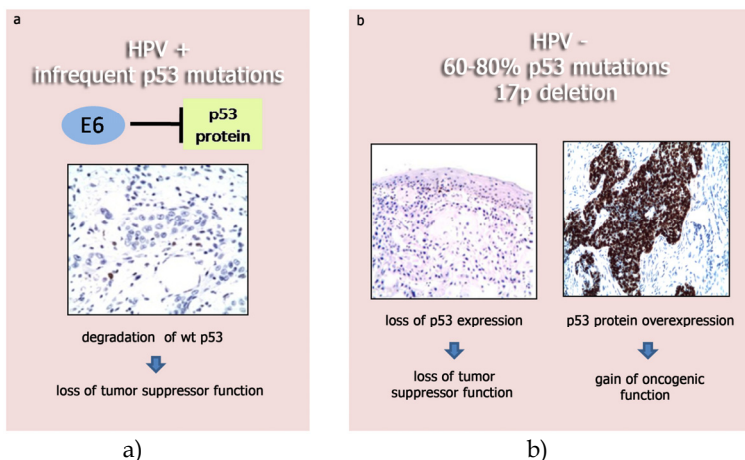 a
HPV +
infrequent p53 mutations
E6
p53
protein
degradation of wt p53
loss of tumor suppressor function
a)
b
HPV -
60-80% p53 mutations
17p deletion
loss of p53 expression
loss of tumor
suppressor function
p53 protein overexpression
gain of oncogenic
function
b)